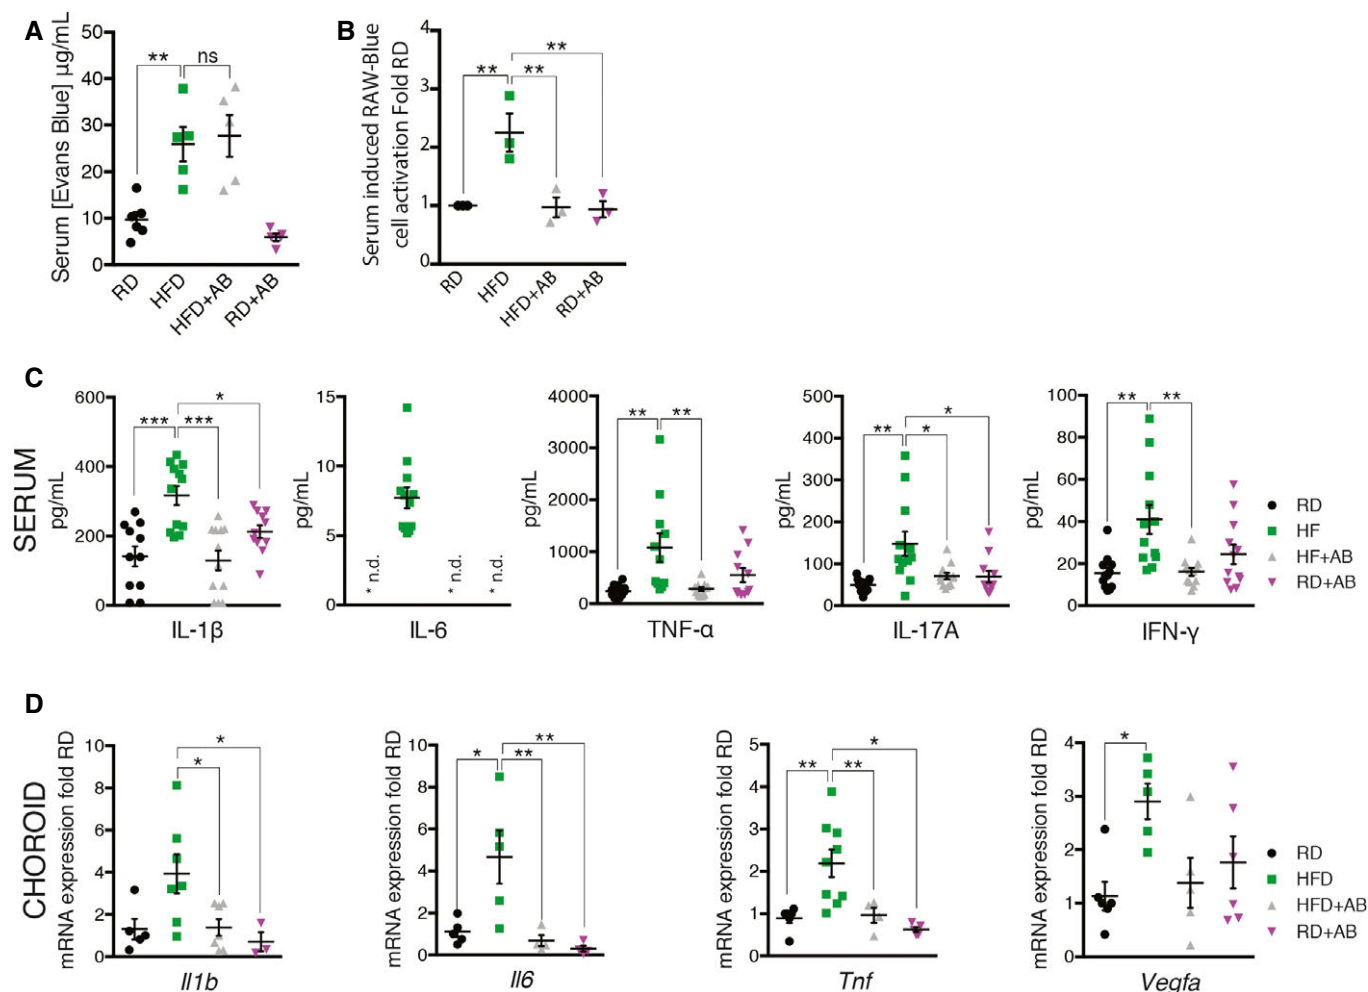 A
Serum [Evans Blue] µg/mL
50
40
30
20
10
0
** ns
RD HFD HFD+AB RD+AB
B
Serum induced RAW-Blue
cell activation Fold RD
4
3
2
1
0
**
** **
RD HFD HFD+AB RD+AB
C
SERUM
pg/mL
600
400
200
0
*
*** ***
IL-1β
pg/mL
15
10
5
0
* n.d.
* n.d.
* n.d.
IL-6
pg/mL
4000
3000
2000
1000
0
** **
TNF-α
pg/mL
500
400
300
200
100
0
*
** *
IL-17A
pg/mL
100
80
60
40
20
0
** **
IFN-γ
RD
HF
HF+AB
RD+AB
D
CHOROID
mRNA expression fold RD
10
8
6
4
2
0
*
*
Il1b
mRNA expression fold RD
10
8
6
4
2
0
**
* **
Il6
mRNA expression fold RD
5
4
3
2
1
0
*
** **
Tnf
mRNA expression fold RD
4
3
2
1
0
*
Vegfa
RD
HFD
HFD+AB
RD+AB